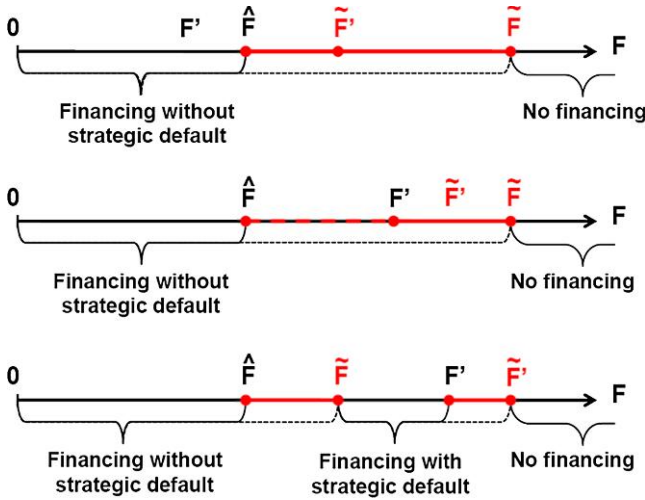 0 F’ F̂ F̃’ F̃ F
Financing without
strategic default
No financing
0 F̂ F’ F̃’ F̃ F
Financing without
strategic default
No financing
0 F̂ F̃ F’ F̃’ F
Financing without
strategic default
Financing with
strategic default
No financing